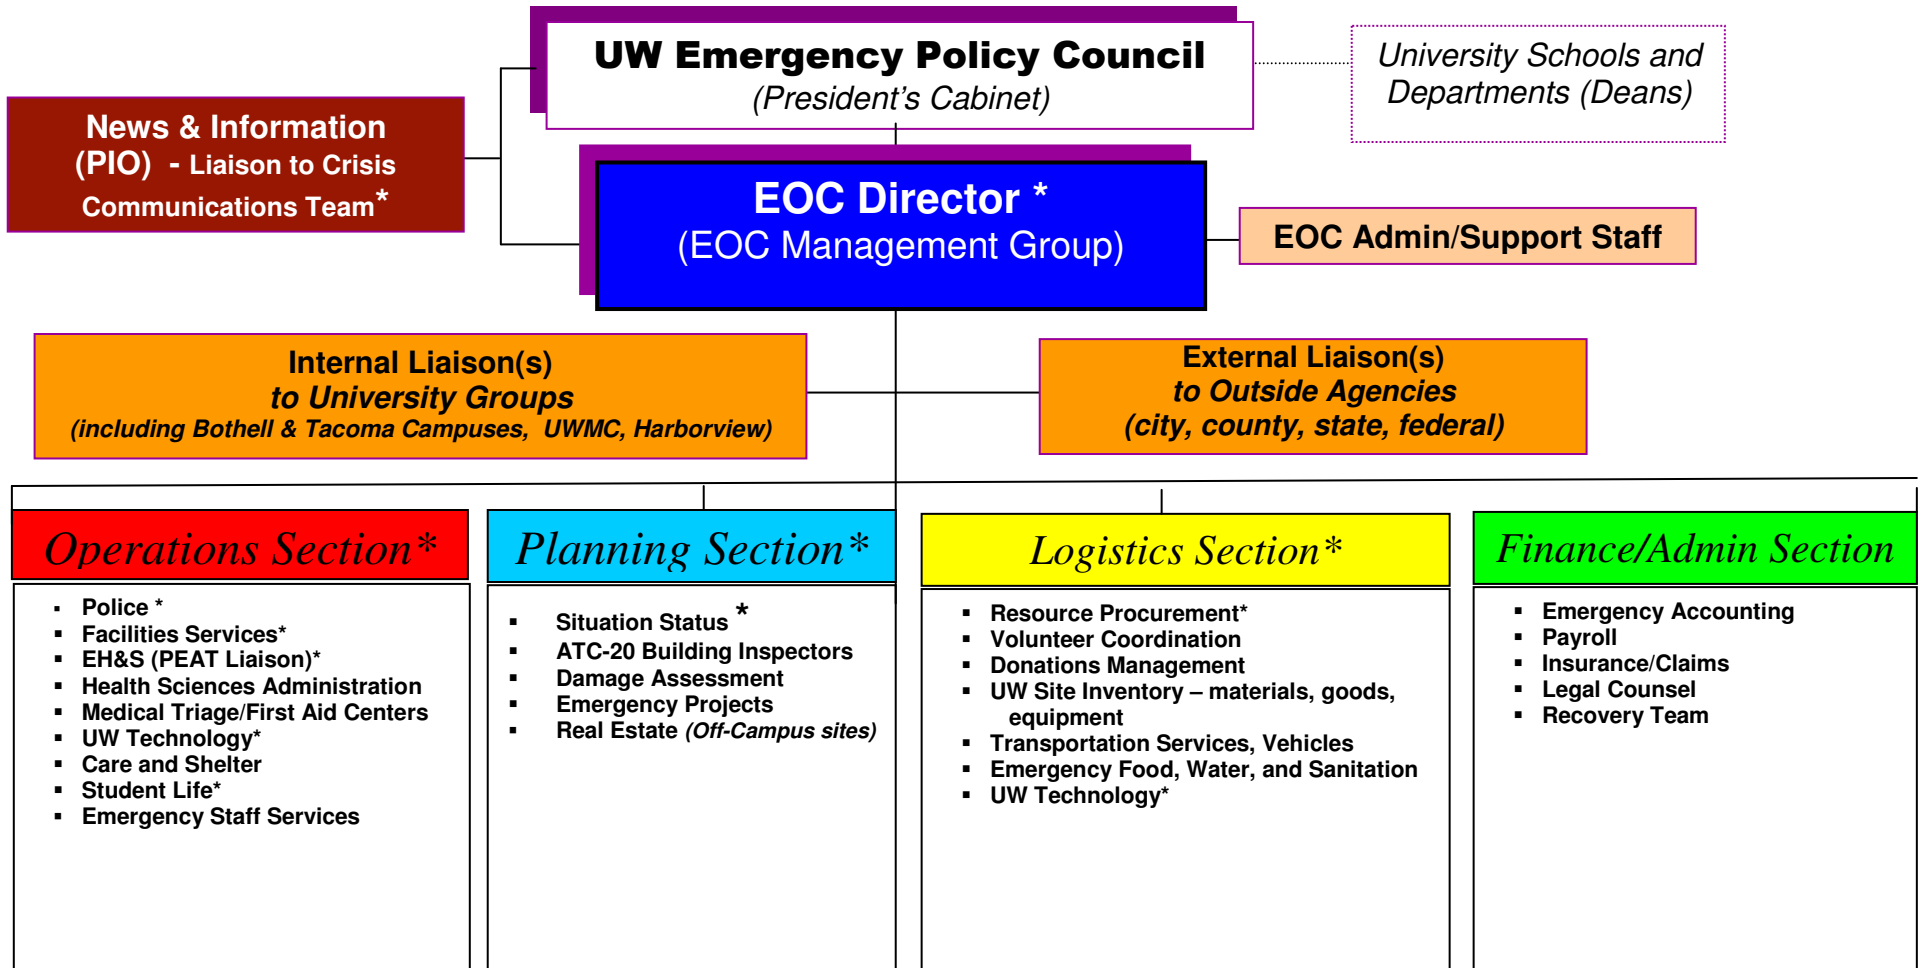 UW Emergency Policy Council
(President's Cabinet)
University Schools and
Departments (Deans)
News & Information
(PIO) - Liaison to Crisis
Communications Team*
EOC Director *
(EOC Management Group)
EOC Admin/Support Staff
Internal Liaison(s)
to University Groups
(including Bothell & Tacoma Campuses, UWMC, Harborview)
External Liaison(s)
to Outside Agencies
(city, county, state, federal)
Operations Section*
▪ Police *
▪ Facilities Services*
▪ EH&S (PEAT Liaison)*
▪ Health Sciences Administration
▪ Medical Triage/First Aid Centers
▪ UW Technology*
▪ Care and Shelter
▪ Student Life*
▪ Emergency Staff Services
Planning Section*
▪ Situation Status *
▪ ATC-20 Building Inspectors
▪ Damage Assessment
▪ Emergency Projects
▪ Real Estate (Off-Campus sites)
Logistics Section*
▪ Resource Procurement*
▪ Volunteer Coordination
▪ Donations Management
▪ UW Site Inventory – materials, goods,
equipment
▪ Transportation Services, Vehicles
▪ Emergency Food, Water, and Sanitation
▪ UW Technology*
Finance/Admin Section
▪ Emergency Accounting
▪ Payroll
▪ Insurance/Claims
▪ Legal Counsel
▪ Recovery Team